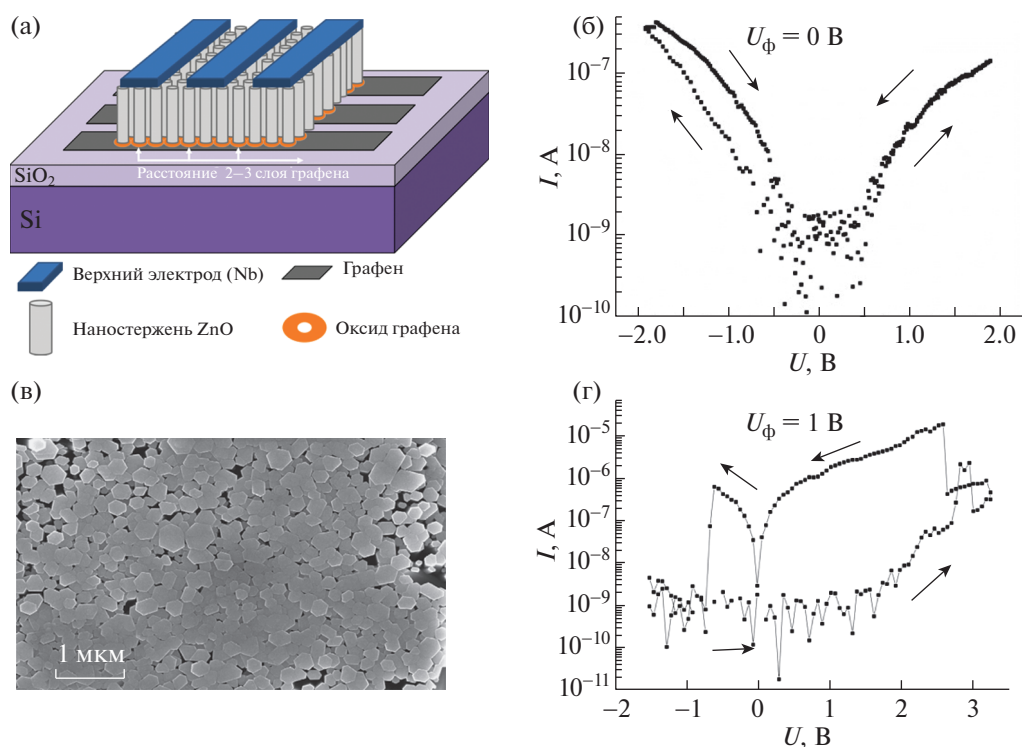 (а)
SiO2
Si
Расстояние 2–3 слоя графена
Верхний электрод (Nb)
Графен
Наностержень ZnO
Оксид графена
(б)
Uф = 0 В
I, А
10–7
10–8
10–9
10–10
–2.0
–1.0
0
1.0
2.0
U, В
(в)
1 мкм
(г)
Uф = 1 В
I, А
10–5
10–6
10–7
10–8
10–9
10–10
10–11
–2
–1
0
1
2
3
U, В